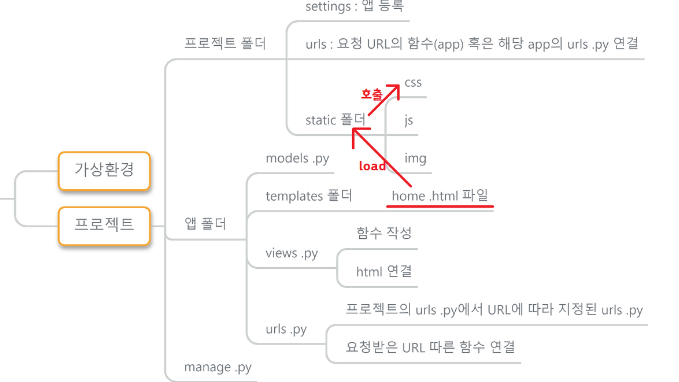 settings : 앱 등록
프로젝트 폴더
urls : 요청 URL의 함수(app) 혹은 해당 app의 urls .py 연결
css
호출
static 폴더
js
models .py
load
img
가상환경
templates 폴더
home .html 파일
프로젝트
앱 폴더
함수 작성
views .py
html 연결
프로젝트의 urls .py에서 URL에 따라 지정된 urls .py
urls .py
요청받은 URL 따른 함수 연결
manage .py